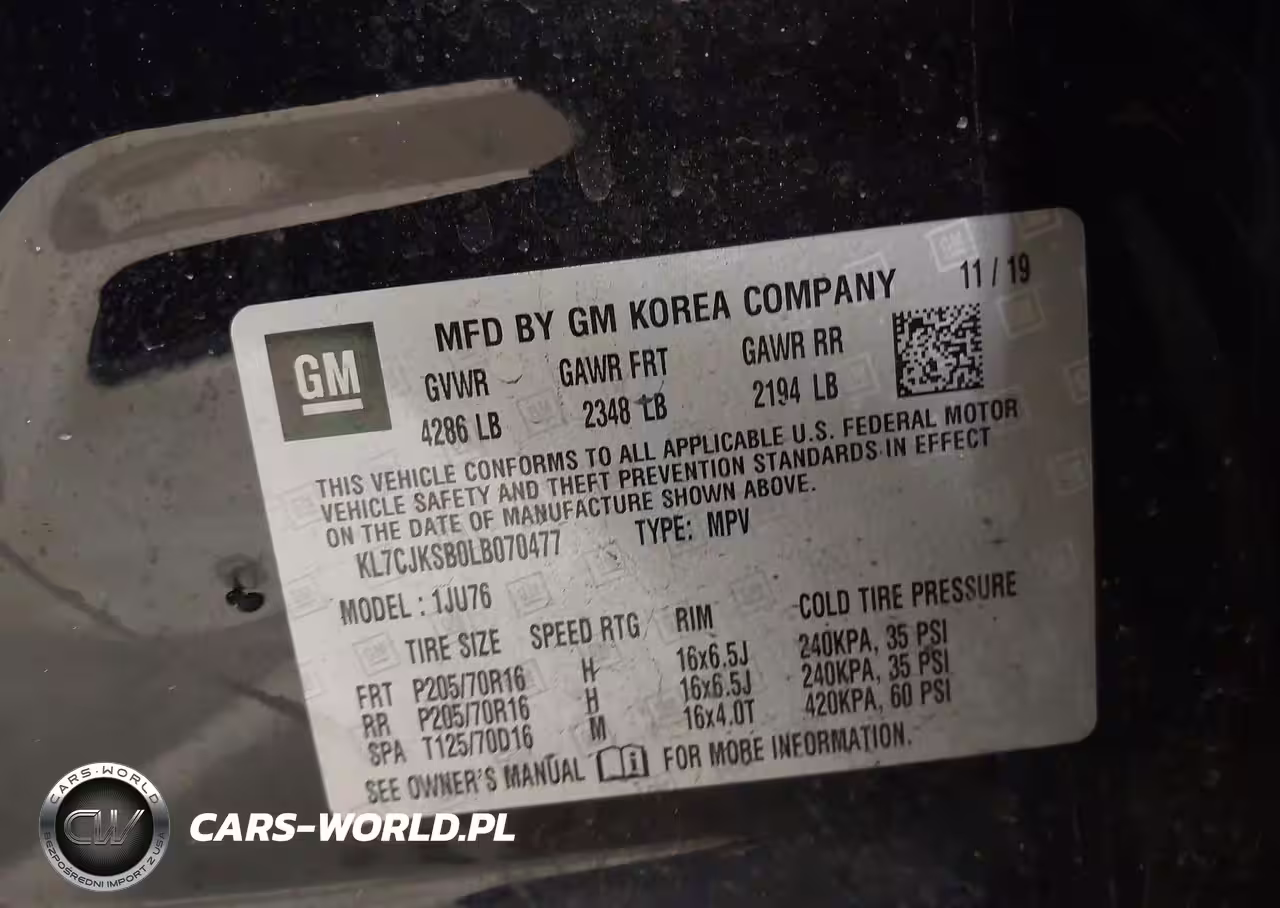 MFD BY GM KOREA COMPANY 11 / 19
GM
GVWR GAWR FRT GAWR RR
4286 LB 2348 LB 2194 LB
THIS VEHICLE CONFORMS TO ALL APPLICABLE U.S. FEDERAL MOTOR
VEHICLE SAFETY AND THEFT PREVENTION STANDARDS IN EFFECT
ON THE DATE OF MANUFACTURE SHOWN ABOVE.
KL7CJKSB0LB070477 TYPE: MPV
MODEL : 1JU76
TIRE SIZE SPEED RTG RIM COLD TIRE PRESSURE
FRT P205/70R16 H 16x6.5J 240KPA, 35 PSI
RR P205/70R16 H 16x6.5J 240KPA, 35 PSI
SPA T125/70D16 M 16x4.0T 420KPA, 60 PSI
SEE OWNER'S MANUAL FOR MORE INFORMATION.
CARS-WORLD
CW
BEZPOŚREDNI IMPORT Z USA
CARS-WORLD.PL